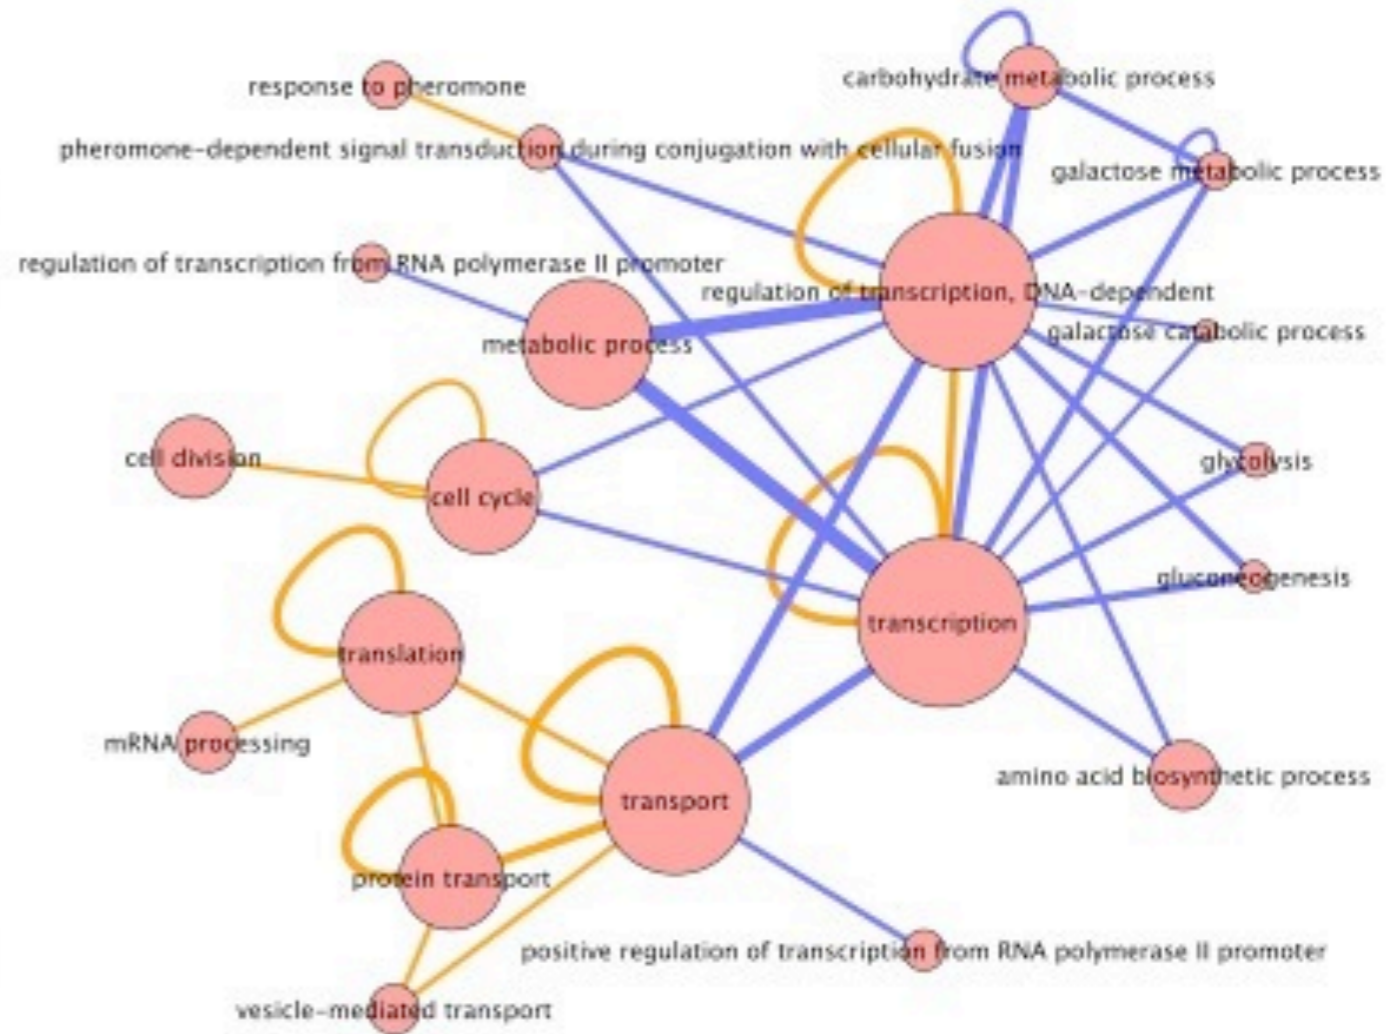 carbohydrate metabolic process
response to pheromone
pheromone-dependent signal transduction during conjugation with cellular fusion
galactose metabolic process
regulation of transcription from RNA polymerase II promoter
regulation of transcription, DNA-dependent
galactose catabolic process
metabolic process
cell division
glycolysis
cell cycle
gluconeogenesis
transcription
translation
mRNA processing
amino acid biosynthetic process
transport
protein transport
positive regulation of transcription from RNA polymerase II promoter
vesicle-mediated transport